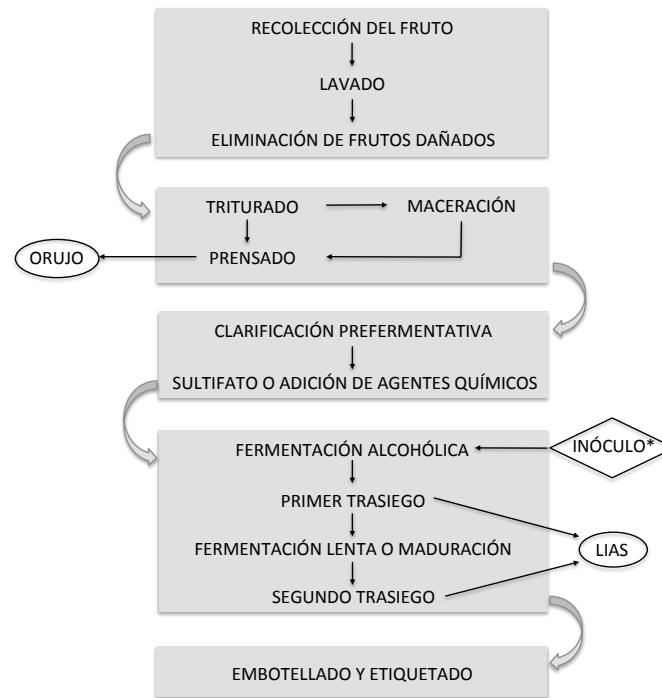 RECOLECCIÓN DEL FRUTO
LAVADO
ELIMINACIÓN DE FRUTOS DAÑADOS
TRITURADO
MACERACIÓN
ORUJO
PRENSADO
CLARIFICACIÓN PREFERMENTATIVA
SULTIFATO O ADICIÓN DE AGENTES QUÍMICOS
FERMENTACIÓN ALCOHÓLICA
INÓCULO*
PRIMER TRASIEGO
FERMENTACIÓN LENTA O MADURACIÓN
LIAS
SEGUNDO TRASIEGO
EMBOTELLADO Y ETIQUETADO